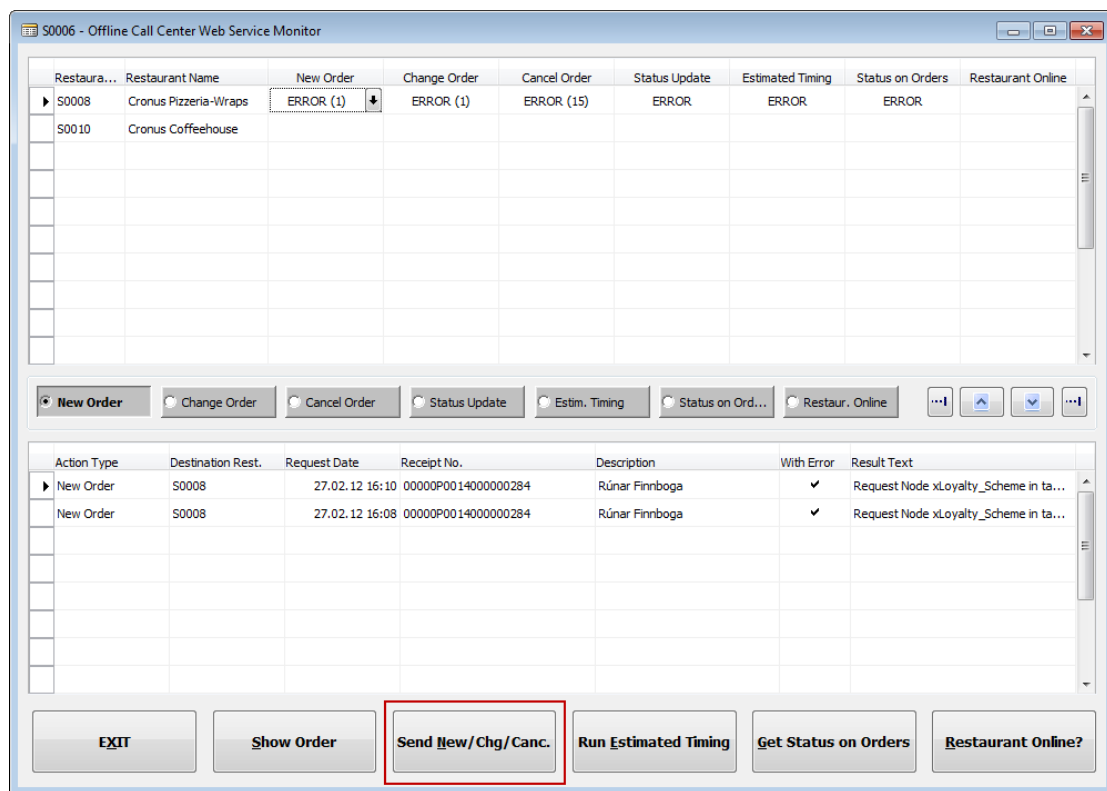 S0006 - Offline Call Center Web Service Monitor
Restaura... Restaurant Name New Order Change Order Cancel Order Status Update Estimated Timing Status on Orders Restaurant Online
S0008 Cronus Pizzeria-Wraps ERROR (1) ERROR (1) ERROR (15) ERROR ERROR ERROR
S0010 Cronus Coffeehouse
New Order Change Order Cancel Order Status Update Estim. Timing Status on Ord... Restaur. Online
Action Type Destination Rest. Request Date Receipt No. Description With Error Result Text
New Order S0008 27.02.12 16:10 00000P0014000000284 Rúnar Finnboga Request Node xLoyalty_Scheme in ta...
New Order S0008 27.02.12 16:08 00000P0014000000284 Rúnar Finnboga Request Node xLoyalty_Scheme in ta...
EXIT Show Order Send New/Chg/Canc. Run Estimated Timing Get Status on Orders Restaurant Online?